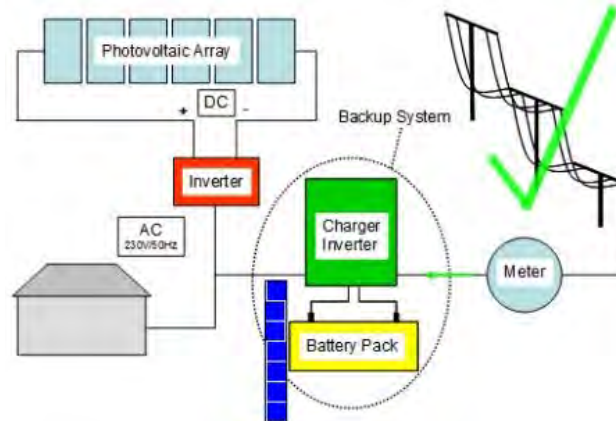 Photovoltaic Array
+ DC -
Backup System
Inverter
AC
230V/50Hz
Charger
Inverter
Meter
Battery Pack